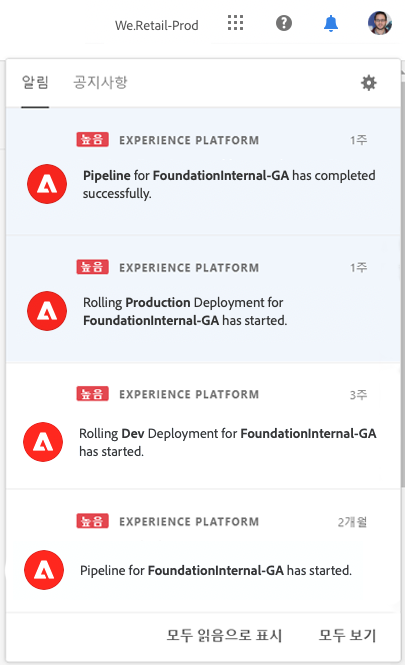 We.Retail-Prod
알림 공지사항
높음 EXPERIENCE PLATFORM 1주
Pipeline for FoundationInternal-GA has completed
successfully.
높음 EXPERIENCE PLATFORM 1주
Rolling Production Deployment for
FoundationInternal-GA has started.
높음 EXPERIENCE PLATFORM 3주
Rolling Dev Deployment for FoundationInternal-GA
has started.
높음 EXPERIENCE PLATFORM 2개월
Pipeline for FoundationInternal-GA has started.
모두 읽음으로 표시 모두 보기